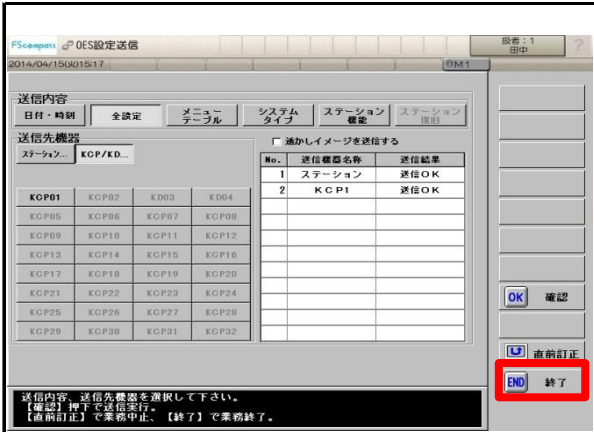 FScompass OES設定送信
扱者：1
田中
?
2014/04/15(火)15:17
OM1
送信内容
日付・時刻 全設定 メニュー
テーブル システム
タイプ ステーション
機能 ステーション
復旧
送信先機器
ステーション... KCP/KD...
透かしイメージを送信する
No. 送信機器名称 送信結果
1 ステーション 送信OK
2 KCP1 送信OK
KCP01 KCP02 KD03 KD04
KCP05 KCP06 KCP07 KCP08
KCP09 KCP10 KCP11 KCP12
KCP13 KCP14 KCP15 KCP16
KCP17 KCP18 KCP19 KCP20
KCP21 KCP22 KCP23 KCP24
KCP25 KCP26 KCP27 KCP28
KCP29 KCP30 KCP31 KCP32
OK 確認
直前訂正
END 終了
送信内容、送信先機器を選択して下さい。
【確認】押下で送信実行。
【直前訂正】で業務中止、【終了】で業務終了。